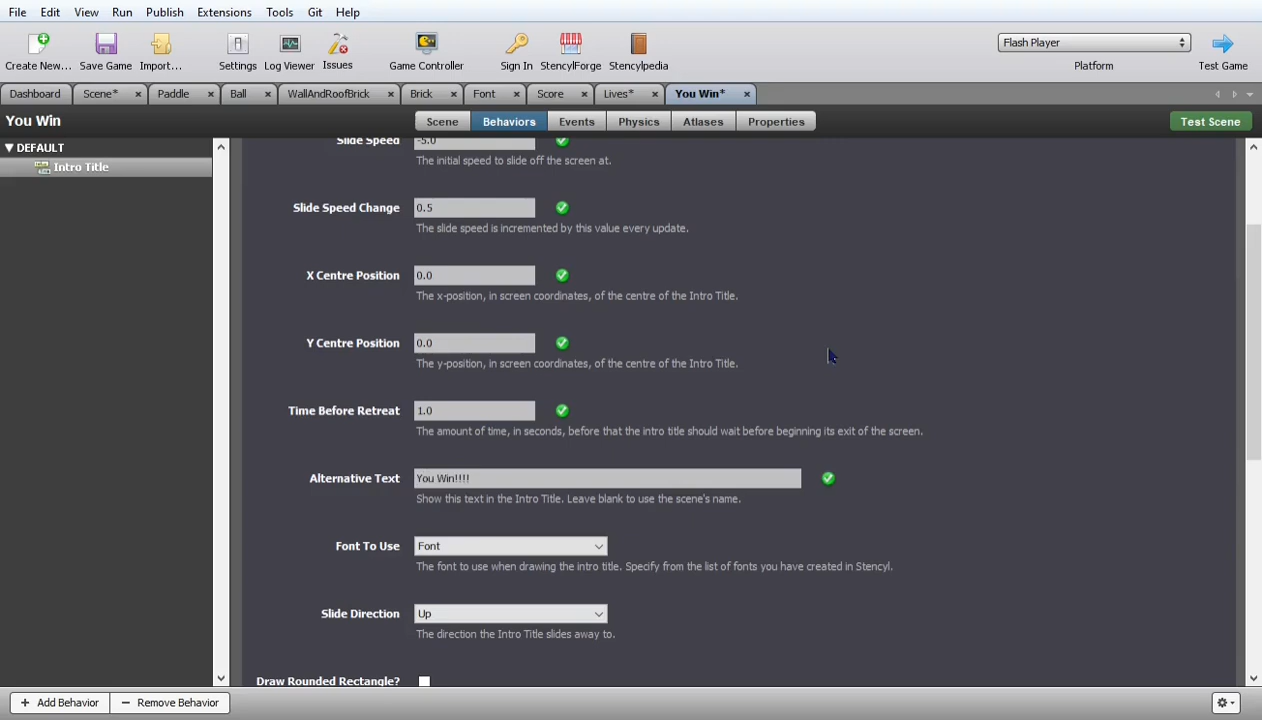 File Edit View Run Publish Extensions Tools Git Help
Create New... Save Game Import... Settings Log Viewer Issues Game Controller Sign In StencylForge Stencylpedia Flash Player Platform Test Game
Dashboard Scene* Paddle Ball WallAndRoofBrick Brick Font Score Lives* You Win*
You Win Scene Behaviors Events Physics Atlases Properties Test Scene
DEFAULT
Intro Title
Slide Speed -5.0
The initial speed to slide off the screen at.
Slide Speed Change 0.5
The slide speed is incremented by this value every update.
X Centre Position 0.0
The x-position, in screen coordinates, of the centre of the Intro Title.
Y Centre Position 0.0
The y-position, in screen coordinates, of the centre of the Intro Title.
Time Before Retreat 1.0
The amount of time, in seconds, before that the intro title should wait before beginning its exit of the screen.
Alternative Text You Win!!!!
Show this text in the Intro Title. Leave blank to use the scene's name.
Font To Use Font
The font to use when drawing the intro title. Specify from the list of fonts you have created in Stencyl.
Slide Direction Up
The direction the Intro Title slides away to.
Draw Rounded Rectangle?
+ Add Behavior − Remove Behavior